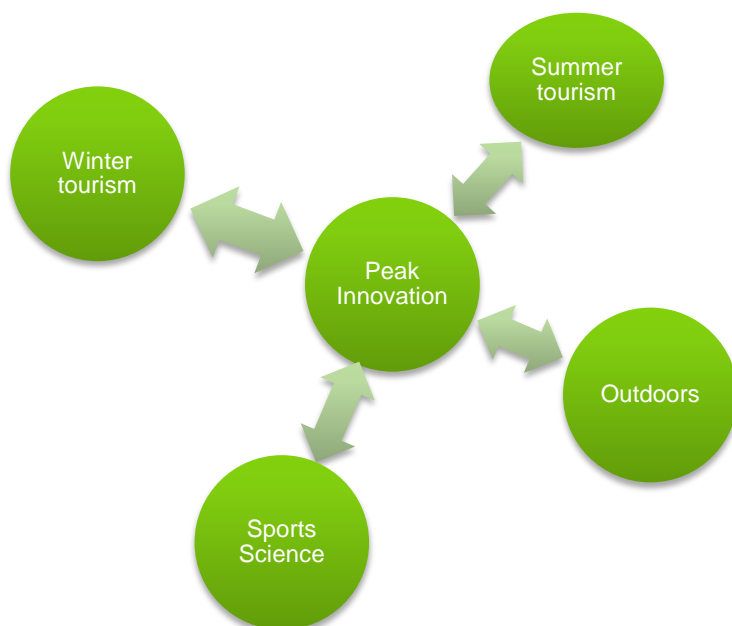 Summer
tourism
Winter
tourism
Peak
Innovation
Outdoors
Sports
Science